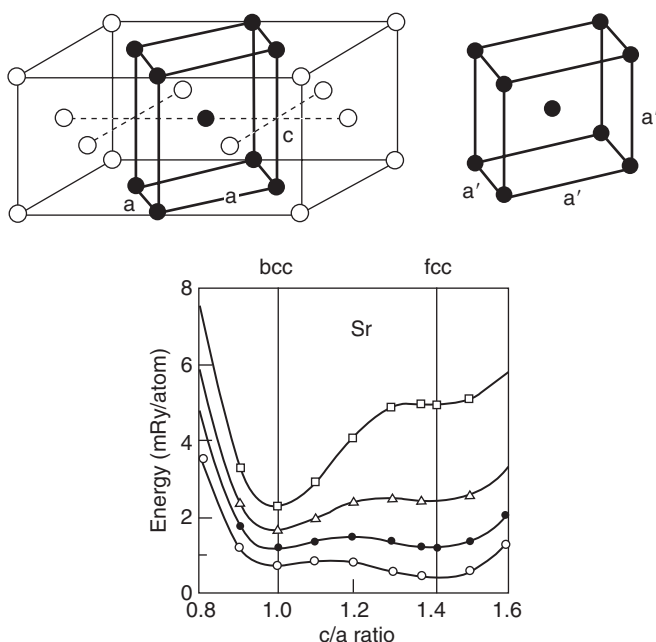 c
a
a
a′
a′
a′
bcc
fcc
8
Sr
6
4
2
0
0.8
1.0
1.2
1.4
1.6
Energy (mRy/atom)
c/a ratio